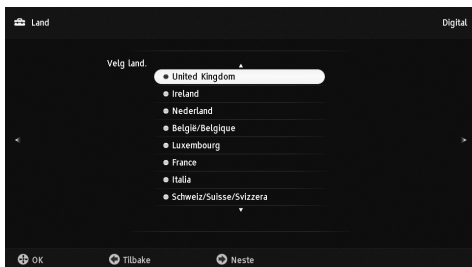 Land
Digital
Velg land.
United Kingdom
Ireland
Nederland
België/Belgique
Luxembourg
France
Italia
Schweiz/Suisse/Svizzera
OK Tilbake Neste